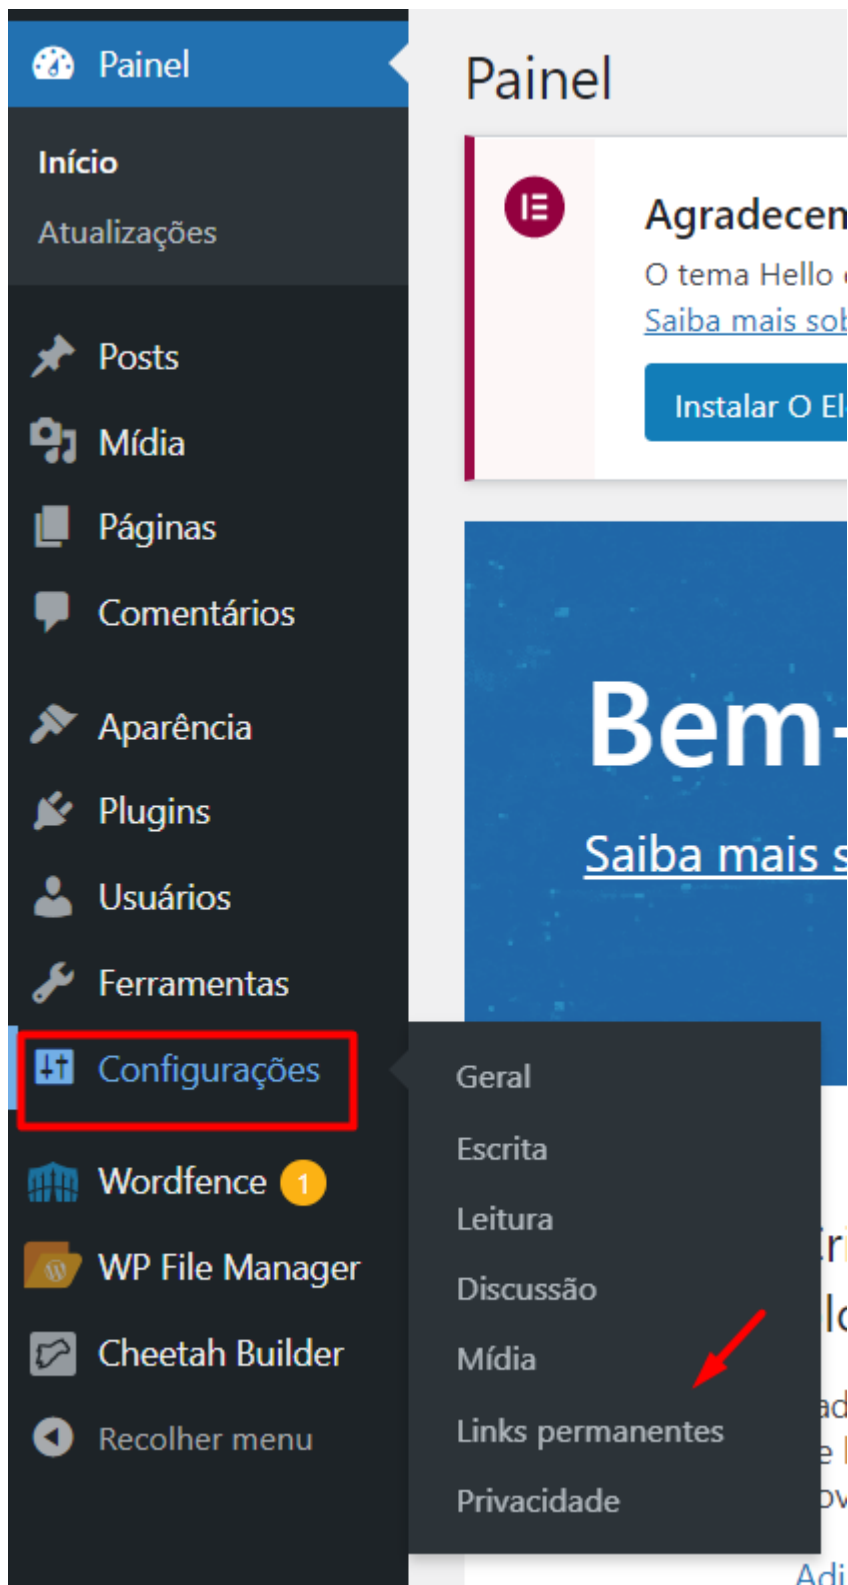 Painel
Início
Atualizações
Posts
Mídia
Páginas
Comentários
Aparência
Plugins
Usuários
Ferramentas
Configurações
Wordfence 1
WP File Manager
Cheetah Builder
Recolher menu
Geral
Escrita
Leitura
Discussão
Mídia
Links permanentes
Privacidade
Painel
Agradecem
O tema Hello
Saiba mais sob
Instalar O El
Bem-
Saiba mais s
Adi